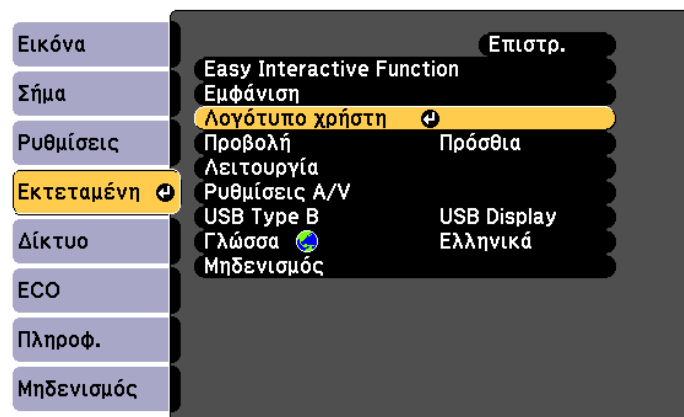 Εικόνα
Σήμα
Ρυθμίσεις
Εκτεταμένη
Δίκτυο
ECO
Πληροφ.
Μηδενισμός
Επιστρ.
Easy Interactive Function
Εμφάνιση
Λογότυπο χρήστη
Προβολή Πρόσθια
Λειτουργία
Ρυθμίσεις A/V
USB Type B USB Display
Γλώσσα Ελληνικά
Μηδενισμός